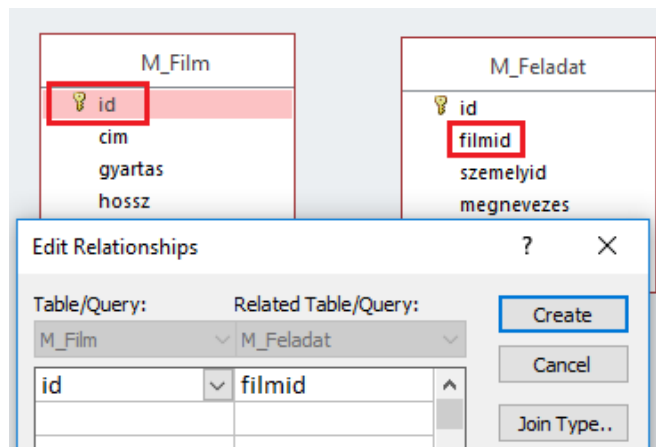 M_Film
id
cim
gyartas
hossz
M_Feladat
id
filmid
szemelyid
megnevezes
Edit Relationships ?
Table/Query: Related Table/Query:
M_Film M_Feladat
id filmid
Create
Cancel
Join Type..